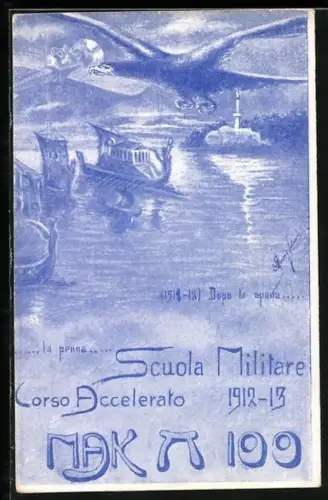 (1912-13) Dopo la spada.....
......la penna.....
Scuola Militare
Corso Accelerato 1912-13
MAK π 100